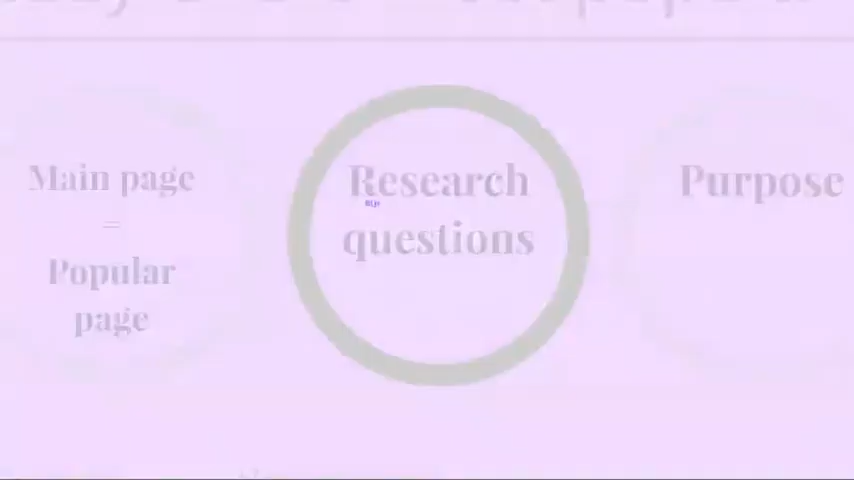 Main page
=
Popular
page
Research
questions
Purpose